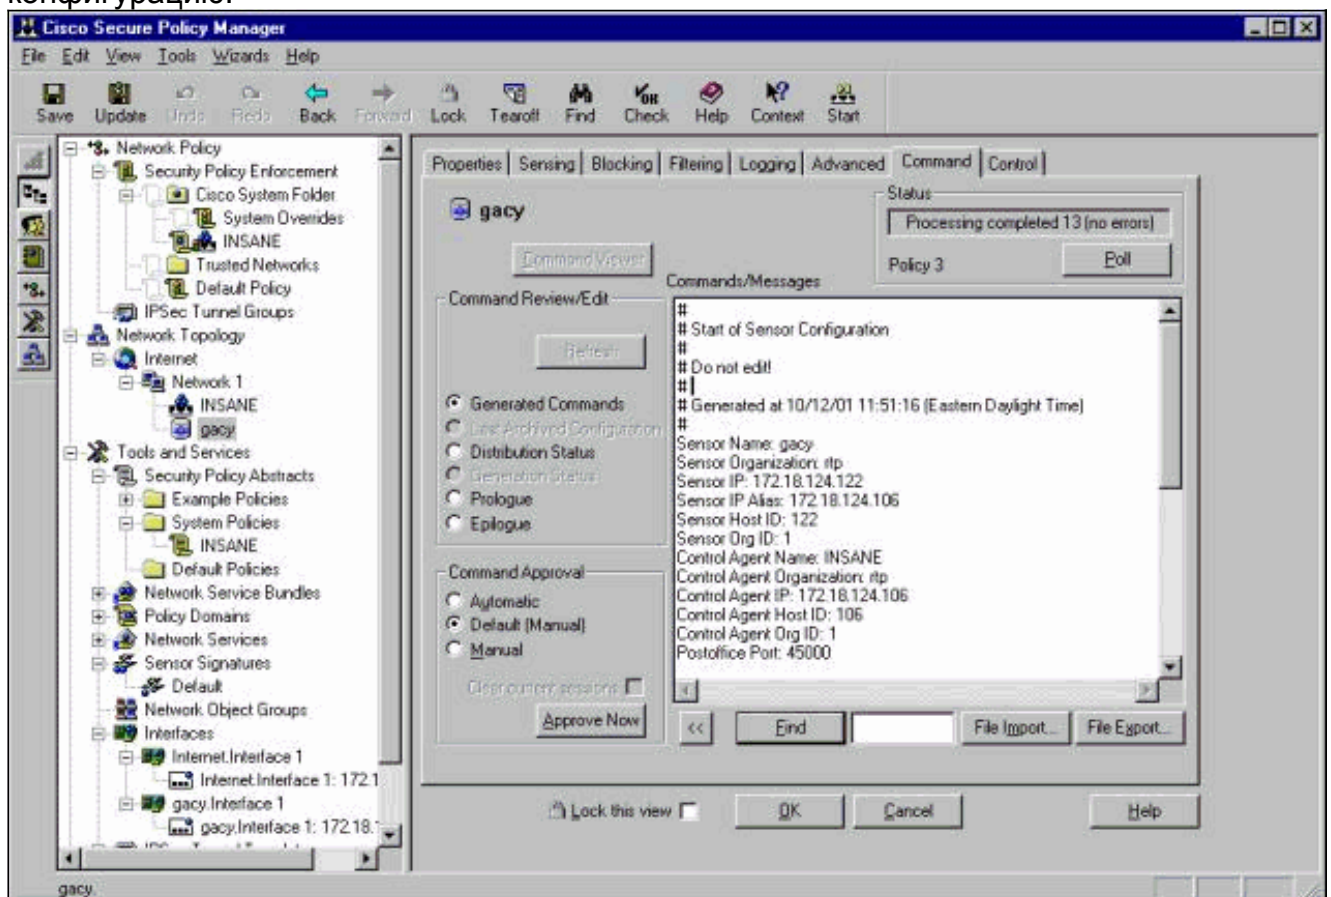 конфигурацию.
Cisco Secure Policy Manager
File Edit View Tools Wizards Help
Save Update Undo Redo Back Forward Lock Tearoff Find Check Help Context Start
Network Policy
Security Policy Enforcement
Cisco System Folder
System Overrides
INSANE
Trusted Networks
Default Policy
IPSec Tunnel Groups
Network Topology
Internet
Network 1
INSANE
gacy
Tools and Services
Security Policy Abstracts
Example Policies
System Policies
INSANE
Default Policies
Network Service Bundles
Policy Domains
Network Services
Sensor Signatures
Default
Network Object Groups
Interfaces
Internet.Interface 1
Internet.Interface 1: 172.1
gacy.Interface 1
gacy.Interface 1: 172.18.
Properties Sensing Blocking Filtering Logging Advanced Command Control
gacy
Command Viewer
Status
Processing completed 13 (no errors)
Policy 3
Poll
Command Review/Edit
Refresh
Generated Commands
Last Archived Configuration
Distribution Status
Generation Status
Prologue
Epilogue
Command Approval
Automatic
Default (Manual)
Manual
Clear current sessions
Approve Now
Commands/Messages
#
# Start of Sensor Configuration
#
# Do not edit!
#
# Generated at 10/12/01 11:51:16 (Eastern Daylight Time)
#
Sensor Name: gacy
Sensor Organization: rtp
Sensor IP: 172.18.124.122
Sensor IP Alias: 172.18.124.106
Sensor Host ID: 122
Sensor Org ID: 1
Control Agent Name: INSANE
Control Agent Organization: rtp
Control Agent IP: 172.18.124.106
Control Agent Host ID: 106
Control Agent Org ID: 1
Postoffice Port: 45000
<< Find File Import... File Export...
Lock this view OK Cancel Help
gacy.